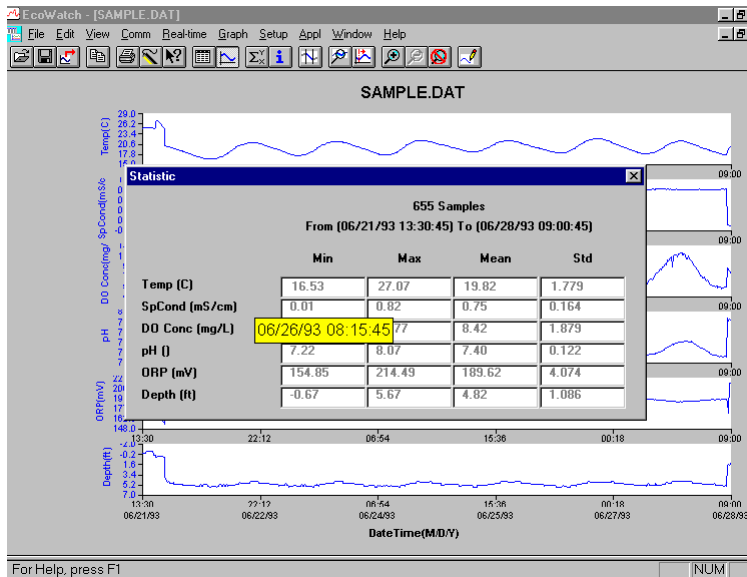 EcoWatch - [SAMPLE.DAT]
File Edit View Comm Real-time Graph Setup Appl Window Help
SAMPLE.DAT
Temp(C)
29.0
26.2
23.4
20.6
17.8
Statistic
09:00
655 Samples
From (06/21/93 13:30:45) To (06/28/93 09:00:45)
Min Max Mean Std
Temp (C) 16.53 27.07 19.82 1.779
SpCond (mS/cm) 0.01 0.82 0.75 0.164
DO Conc (mg/L) 06/26/93 08:15:45 77 8.42 1.879
pH () 7.22 8.07 7.40 0.122
ORP (mV) 154.85 214.49 189.62 4.074
Depth (ft) -0.67 5.67 4.82 1.086
SpCond(mS/c
09:00
DO Conc(mg/
09:00
pH
09:00
ORP(mV)
148.0
13:30 22:12 06:54 15:36 00:18 09:00
Depth(ft)
-2.0
-0.2
1.6
3.4
5.2
7.0
13:30 22:12 06:54 15:36 00:18 09:00
06/21/93 06/22/93 06/24/93 06/25/93 06/27/93 06/28/93
DateTime(M/D/Y)
For Help, press F1 NUM